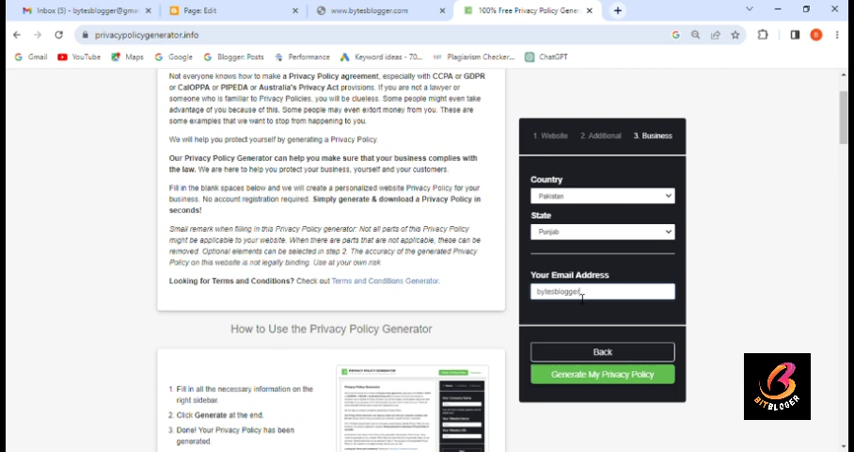 Inbox (5) - bytesblogger@gm
Page: Edit
www.bytesblogger.com
100% Free Privacy Policy Gene
privacypolicygenerator.info
Gmail
YouTube
Maps
Google
Blogger: Posts
Performance
Keyword ideas - 70...
Plagiarism Checker...
ChatGPT
Not everyone knows how to make a Privacy Policy agreement, especially with CCPA or GDPR
or CalOPPA or PIPEDA or Australia's Privacy Act provisions. If you are not a lawyer or
someone who is familiar to Privacy Policies, you will be clueless. Some people might even take
advantage of you because of this. Some people may even extort money from you. These are
some examples that we want to stop from happening to you.
We will help you protect yourself by generating a Privacy Policy.
Our Privacy Policy Generator can help you make sure that your business complies with
the law. We are here to help you protect your business, yourself and your customers.
Fill in the blank spaces below and we will create a personalized website Privacy Policy for your
business. No account registration required. Simply generate & download a Privacy Policy in
seconds!
Small remark when filling in this Privacy Policy generator: Not all parts of this Privacy Policy
might be applicable to your website. When there are parts that are not applicable, these can be
removed. Optional elements can be selected in step 2. The accuracy of the generated Privacy
Policy on this website is not legally binding. Use at your own risk.
Looking for Terms and Conditions? Check out Terms and Conditions Generator.
How to Use the Privacy Policy Generator
1. Fill in all the necessary information on the
right sidebar.
2. Click Generate at the end.
3. Done! Your Privacy Policy has been
generated.
PRIVACY POLICY GENERATOR
1. Website 2. Additional 3. Business
Country
Pakistan
State
Punjab
Your Email Address
bytesblogger
Back
Generate My Privacy Policy
BITBLOGER